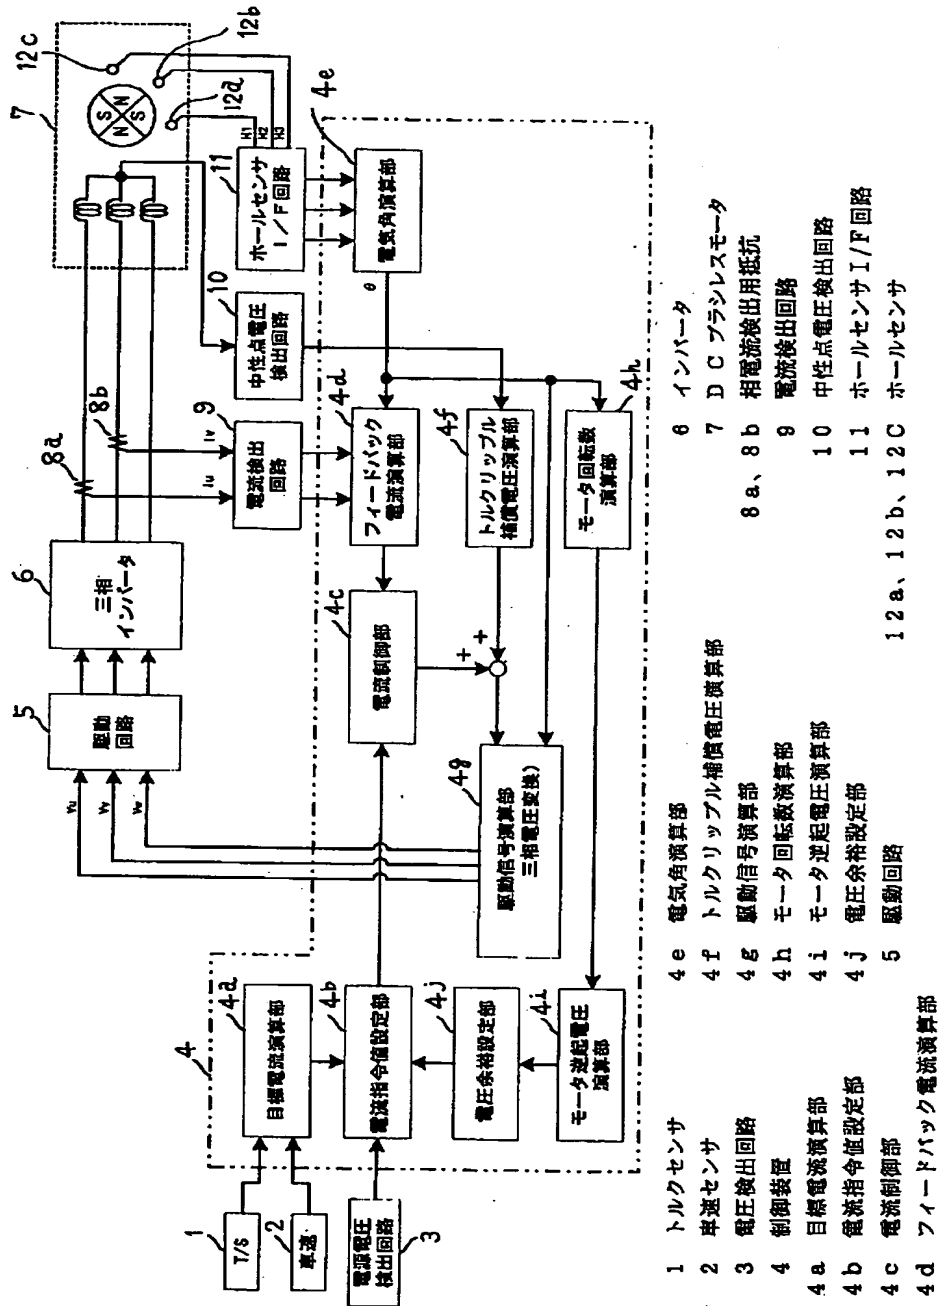 1
T/S
2
車速
3
電源電圧
検出回路
4
4a
目標電流演算部
4b
電流指令値設定部
4j
電圧余裕設定部
4i
モータ逆起電圧
演算部
5
駆動
回路
Vu
Vv
Vw
6
三相
インバータ
4c
電流制御部
4g
駆動信号演算部
三相電圧変換)
+
+
8a
8b
Iu
Iv
9
電流検出
回路
4d
フィードバック
電流演算部
4f
トルクリップル
補償電圧演算部
4h
モータ回転数
演算部
10
中性点電圧
検出回路
θ
7
N
S
N
S
12c
12b
12a
H1
H2
H3
11
ホールセンサ
I/F回路
4e
電気角演算部
1 トルクセンサ
2 車速センサ
3 電圧検出回路
4 制御装置
4a 目標電流演算部
4b 電流指令値設定部
4c 電流制御部
4d フィードバック電流演算部
4e 電気角演算部
4f トルクリップル補償電圧演算部
4g 駆動信号演算部
4h モータ回転数演算部
4i モータ逆起電圧演算部
4j 電圧余裕設定部
5 駆動回路
6 インバータ
7 DCブラシレスモータ
8a、8b 相電流検出用抵抗
9 電流検出回路
10 中性点電圧検出回路
11 ホールセンサI/F回路
12a、12b、12C ホールセンサ